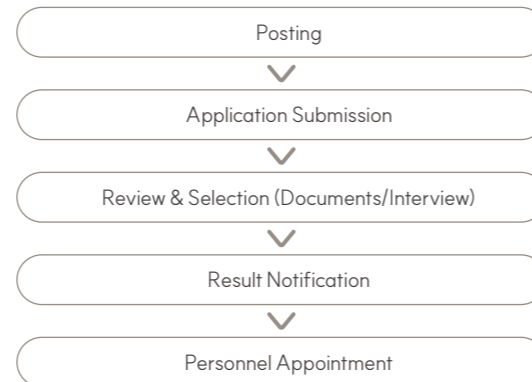 Posting
Application Submission
Review & Selection (Documents/Interview)
Result Notification
Personnel Appointment